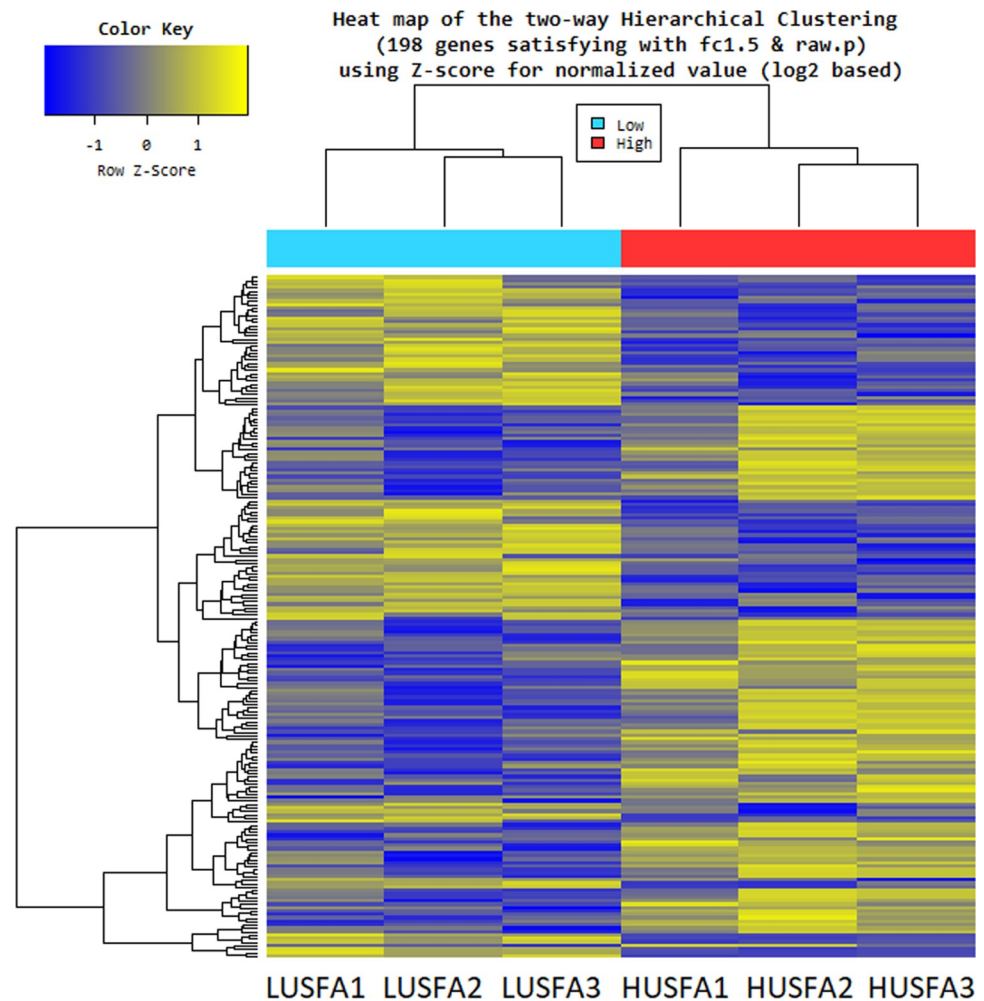 Heat map of the two-way Hierarchical Clustering
(198 genes satisfying with fc1.5 & raw.p)
using Z-score for normalized value (log2 based)
Color Key
-1 0 1
Row Z-Score
Low
High
LUSFA1 LUSFA2 LUSFA3 HUSFA1 HUSFA2 HUSFA3